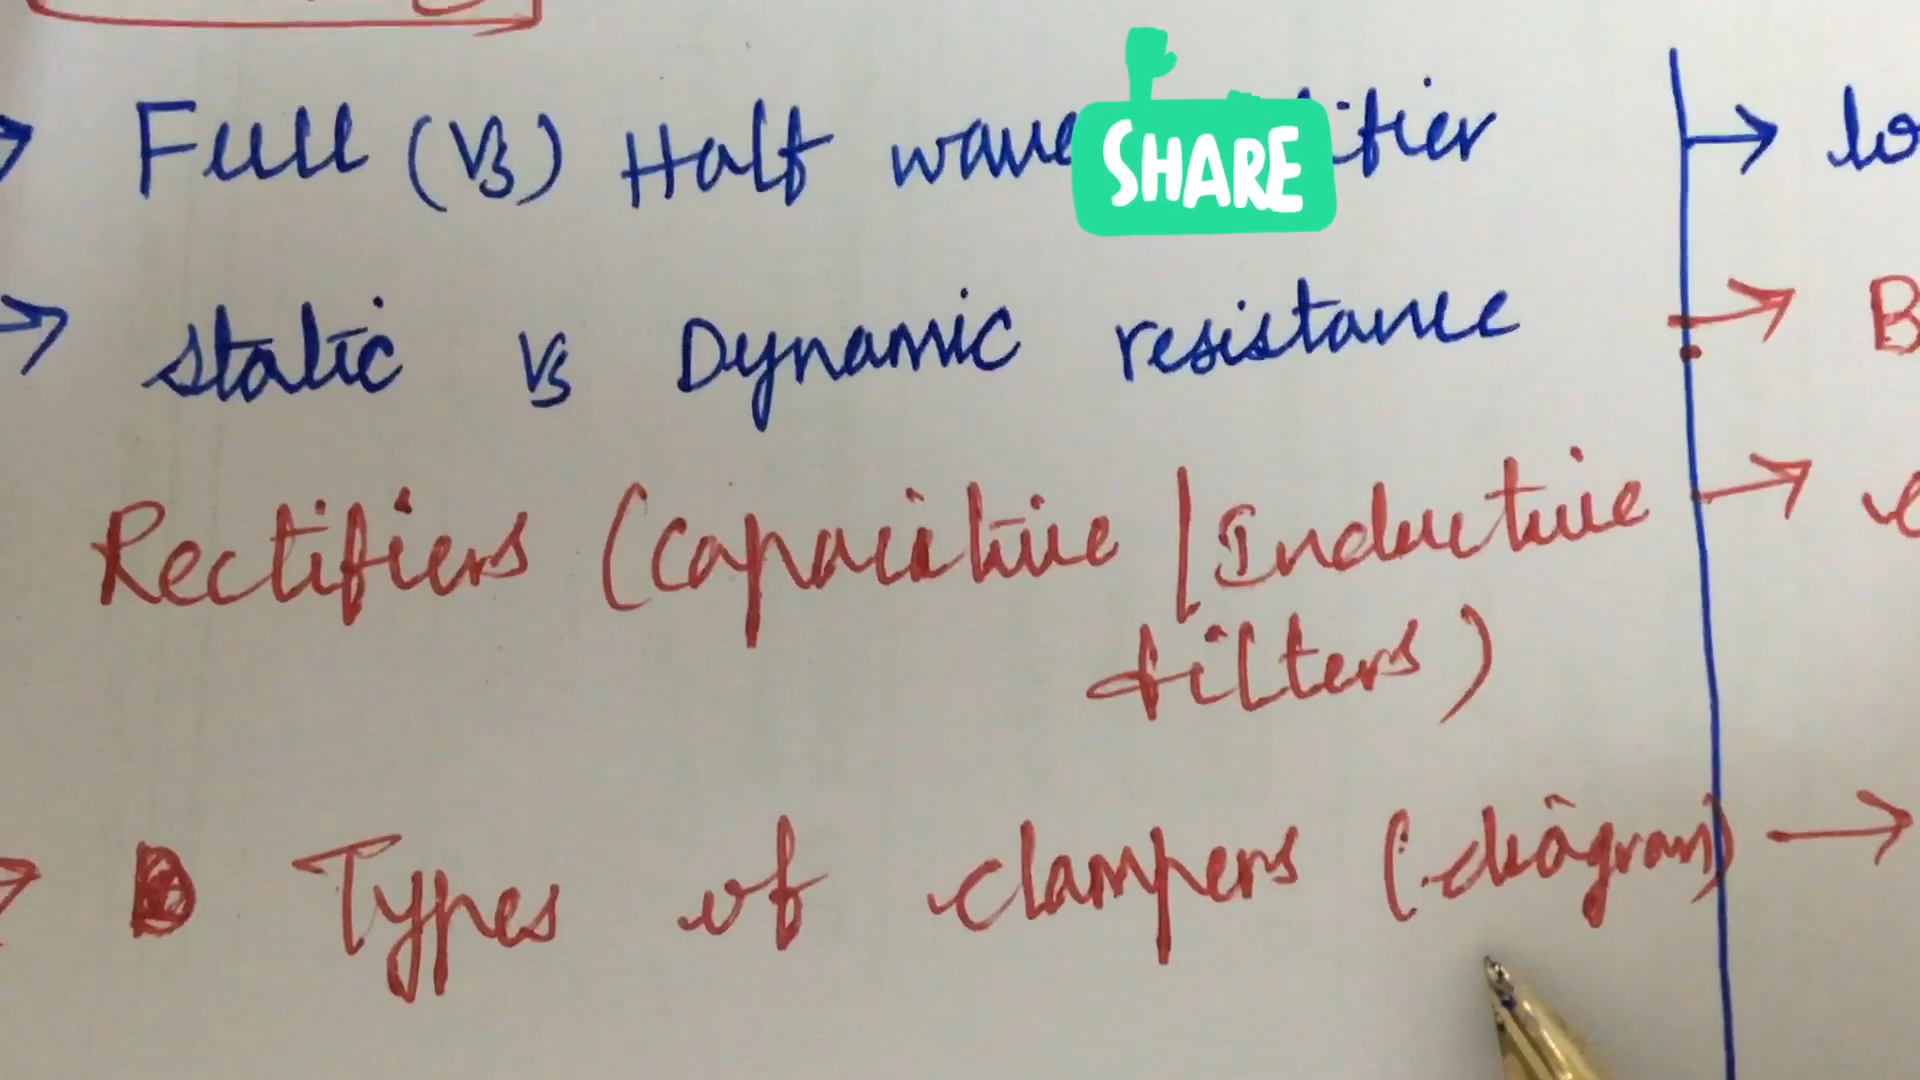 → Full (Vs) Half wave
SHARE
→ Static Vs Dynamic resistance
→ B
Rectifiers (capacitive | Inductive
filters)
→ Types of clampers (diagram) →